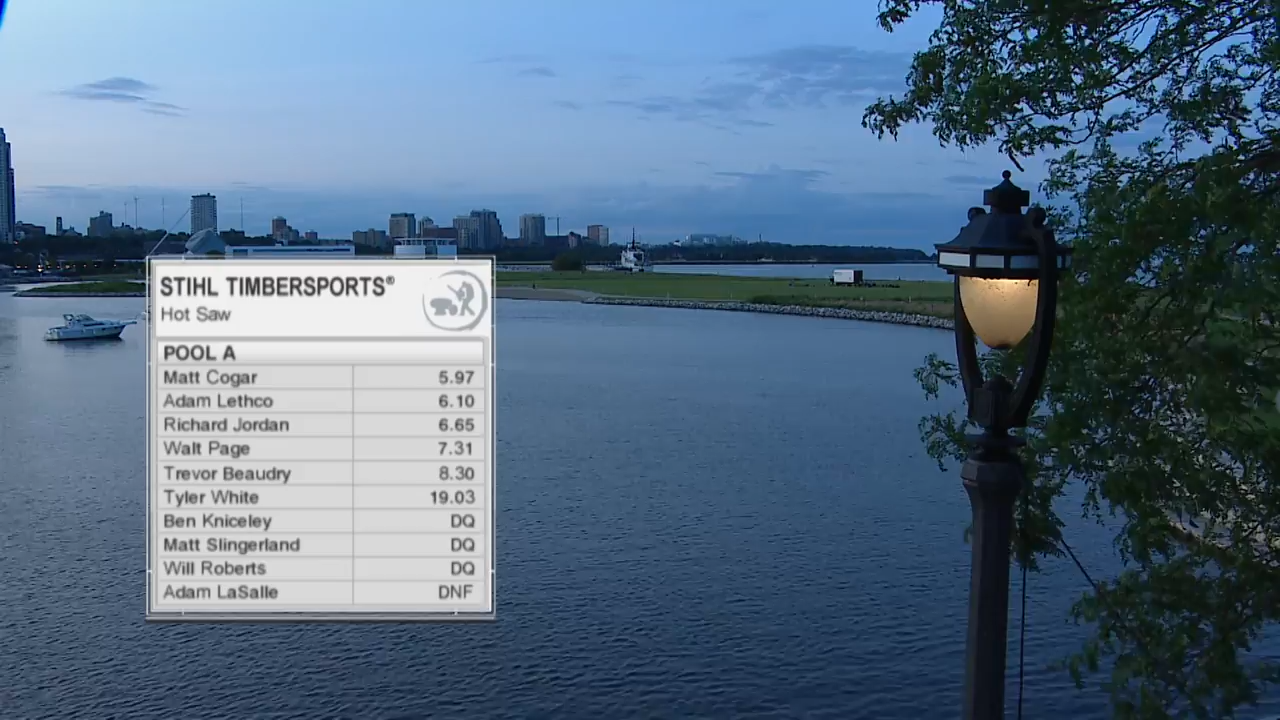 STIHL TIMBERSPORTS®
Hot Saw
POOL A
Matt Cogar 5.97
Adam Lethco 6.10
Richard Jordan 6.65
Walt Page 7.31
Trevor Beaudry 8.30
Tyler White 19.03
Ben Kniceley DQ
Matt Slingerland DQ
Will Roberts DQ
Adam LaSalle DNF